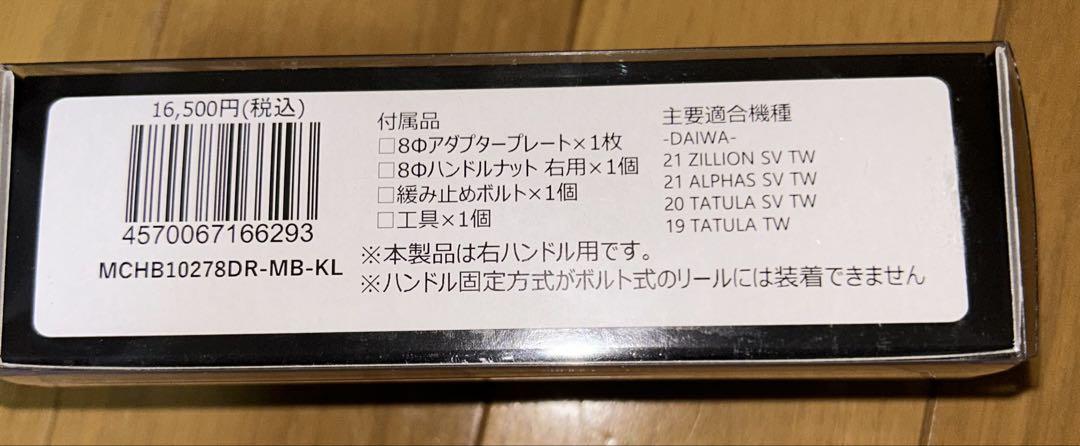 16,500円(税込)
4570067166293
MCHB10278DR-MB-KL
付属品
□8Φアダプタープレート×1枚
□8Φハンドルナット 右用×1個
□緩み止めボルト×1個
□工具×1個
主要適合機種
-DAIWA-
21 ZILLION SV TW
21 ALPHAS SV TW
20 TATULA SV TW
19 TATULA TW
※本製品は右ハンドル用です。
※ハンドル固定方式がボルト式のリールには装着できません